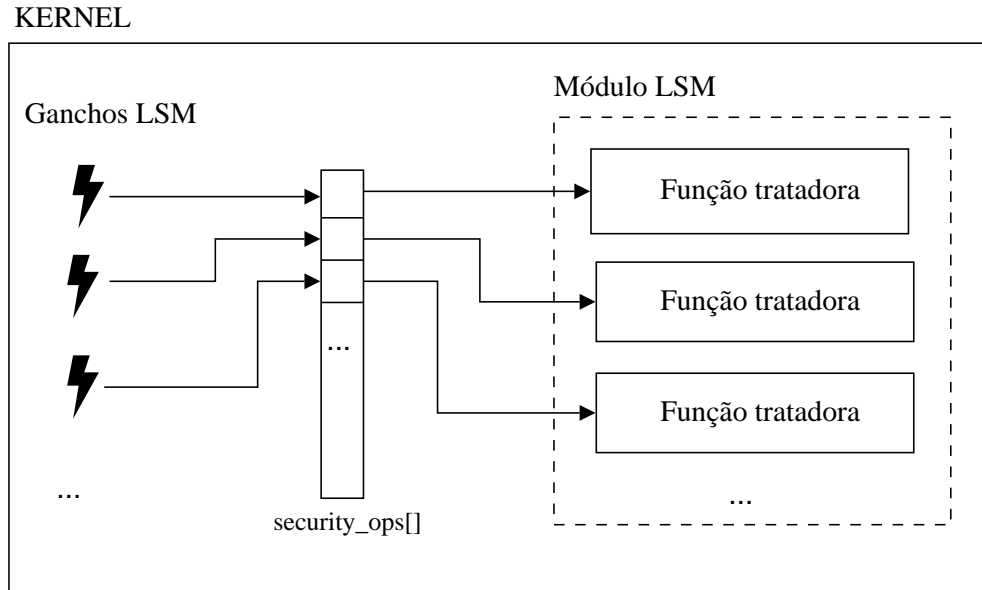 KERNEL
Ganchos LSM
Módulo LSM
Função tratadora
Função tratadora
...
Função tratadora
...
...
security_ops[]